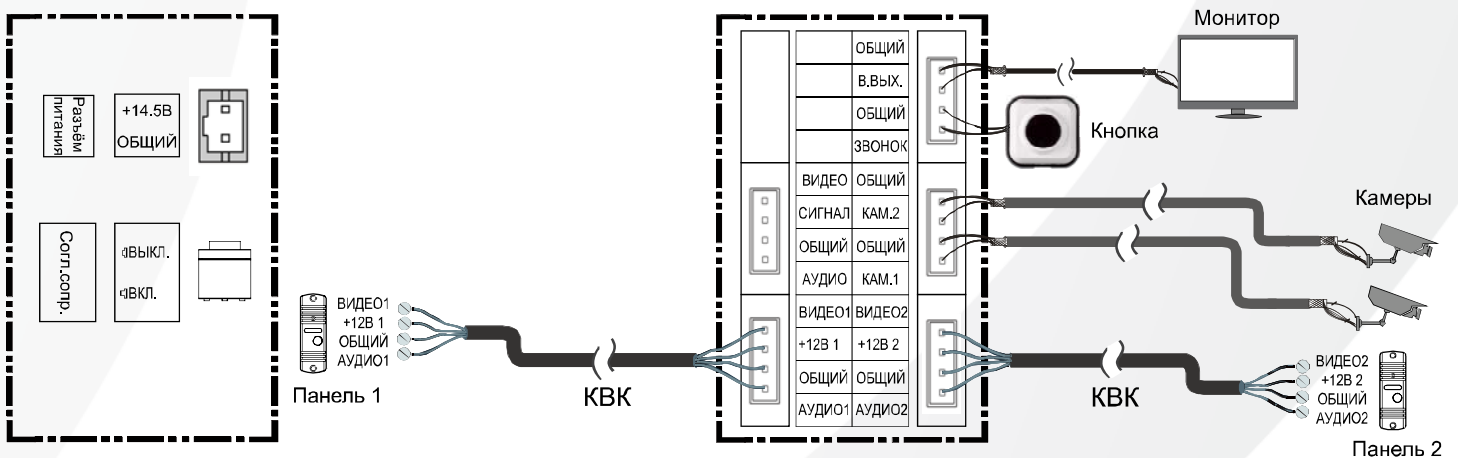 Разъём
питания
+14.5В
ОБЩИЙ
Согл.сопр.
ВЫКЛ.
ВКЛ.
ВИДЕО1
+12В 1
ОБЩИЙ
АУДИО1
Панель 1
КВК
ОБЩИЙ
В.ВЫХ.
ОБЩИЙ
ЗВОНОК
ВИДЕО ОБЩИЙ
СИГНАЛ КАМ.2
ОБЩИЙ ОБЩИЙ
АУДИО КАМ.1
ВИДЕО1 ВИДЕО2
+12В 1 +12В 2
ОБЩИЙ ОБЩИЙ
АУДИО1 АУДИО2
Монитор
Кнопка
Камеры
КВК
ВИДЕО2
+12В 2
ОБЩИЙ
АУДИО2
Панель 2